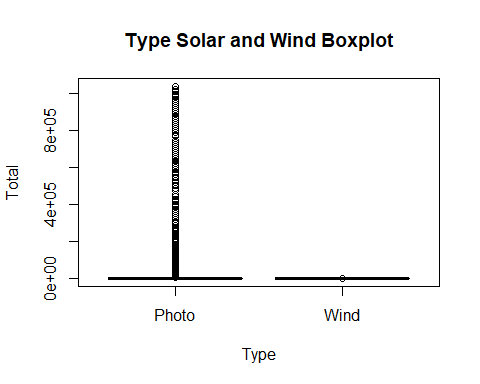 Type Solar and Wind Boxplot
Total
8e+05
4e+05
0e+00
Photo Wind
Type